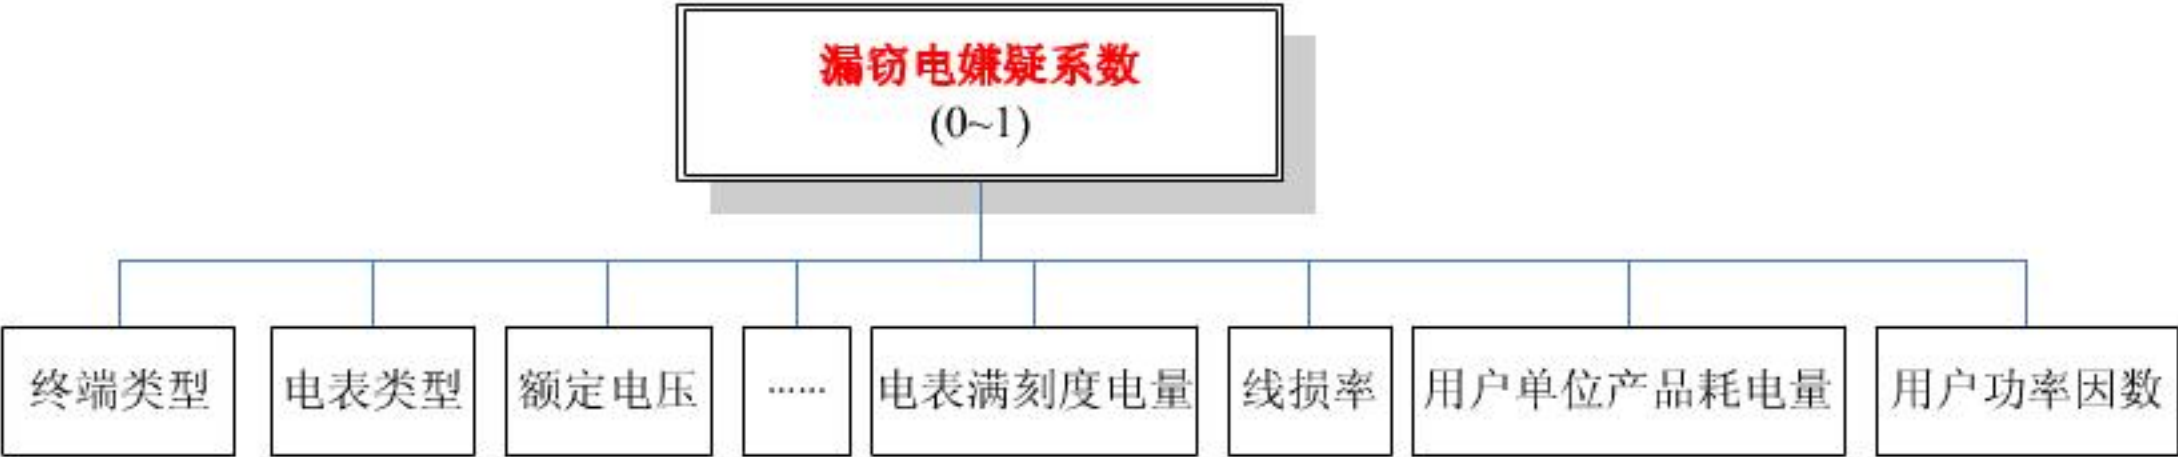 漏窃电嫌疑系数
(0~1)
终端类型
电表类型
额定电压
······
电表满刻度电量
线损率
用户单位产品耗电量
用户功率因数